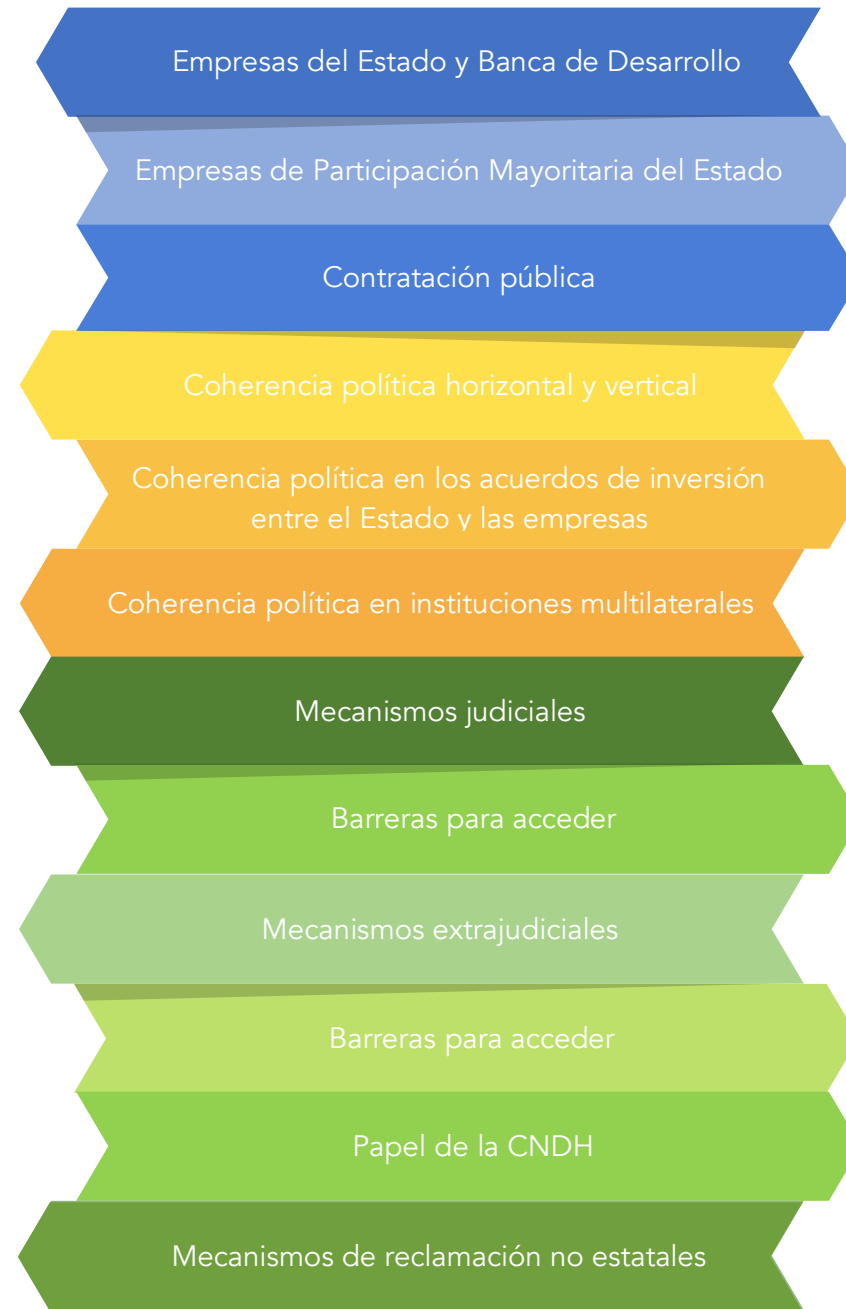 Empresas del Estado y Banca de Desarrollo
Empresas de Participación Mayoritaria del Estado
Contratación pública
Coherencia política horizontal y vertical
Coherencia política en los acuerdos de inversión
entre el Estado y las empresas
Coherencia política en instituciones multilaterales
Mecanismos judiciales
Barreras para acceder
Mecanismos extrajudiciales
Barreras para acceder
Papel de la CNDH
Mecanismos de reclamación no estatales